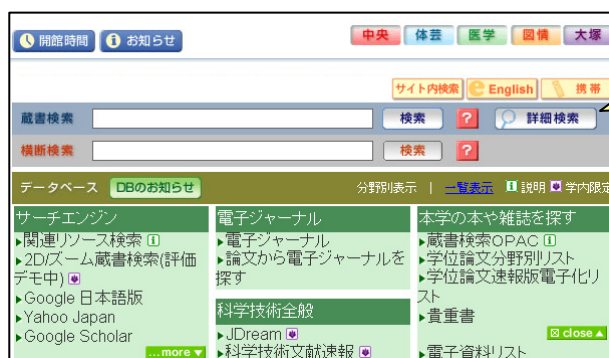 開館時間 お知らせ 中央 体芸 医学 図情 大塚
サイト内検索 English 携帯
蔵書検索 検索 ? 詳細検索
横断検索 検索 ?
データベース DBのお知らせ 分野別表示 | 一覧表示 説明 学内限定
サーチエンジン
関連リソース検索
2D/ズーム蔵書検索(評価
デモ中)
Google 日本語版
Yahoo Japan
Google Scholar
...more
電子ジャーナル
電子ジャーナル
論文から電子ジャーナルを
探す
科学技術全般
JDream
科学技術文献速報
本学の本や雑誌を探す
蔵書検索OPAC
学位論文分野別リスト
学位論文速報版電子化リ
スト
貴重書
close
電子資料リスト